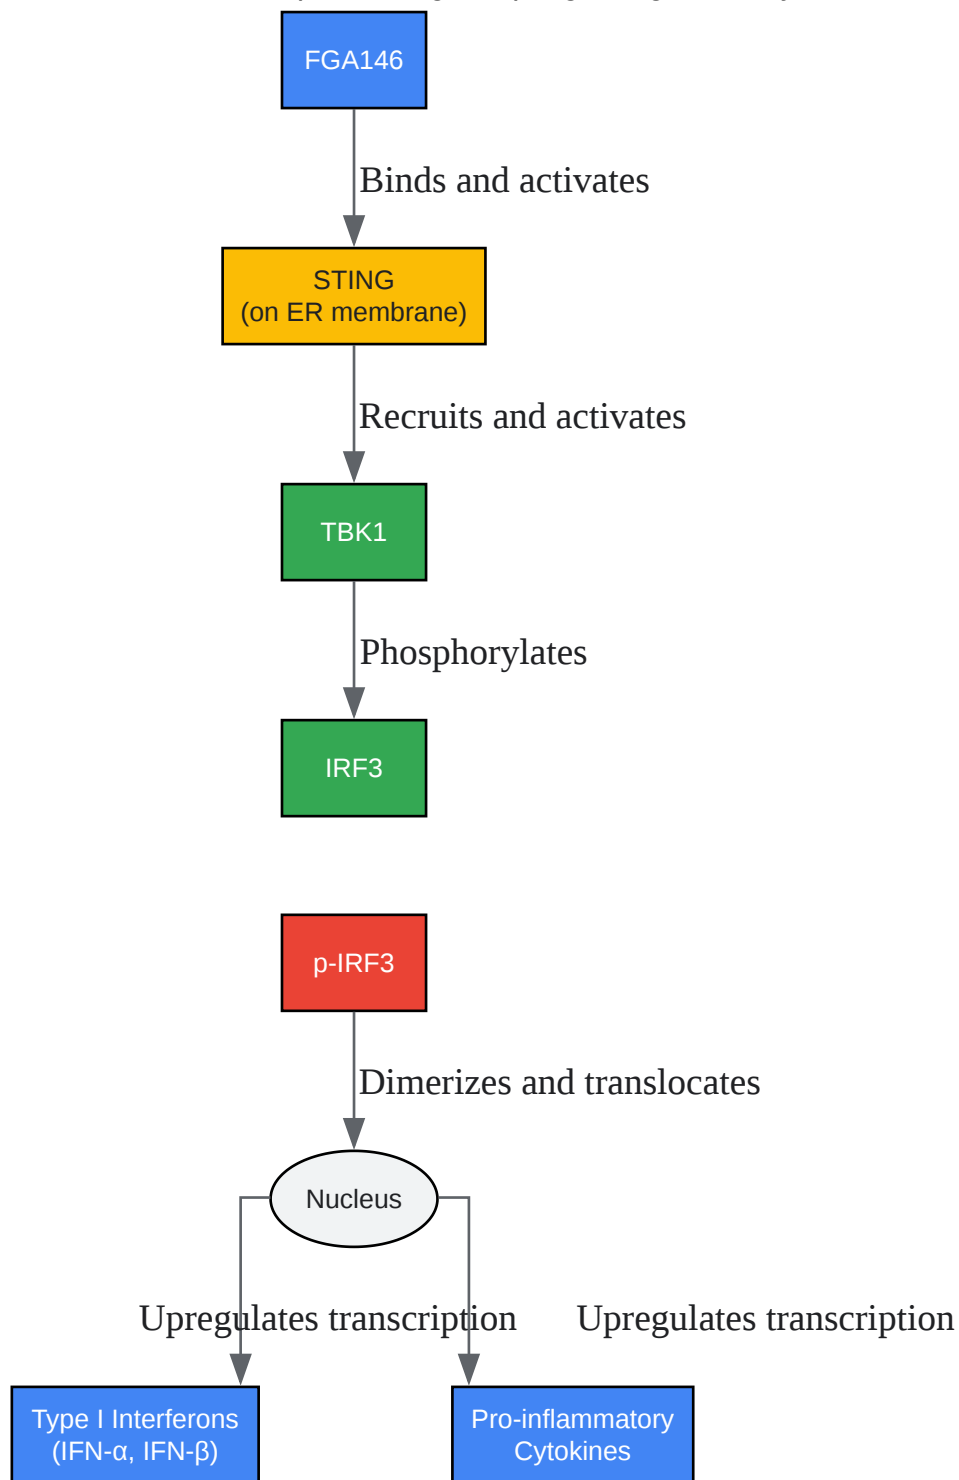 FGA146
Binds and activates
STING
(on ER membrane)
Recruits and activates
TBK1
Phosphorylates
IRF3
p-IRF3
Dimerizes and translocates
Nucleus
Upregulates transcription
Upregulates transcription
Type I Interferons
(IFN-α, IFN-β)
Pro-inflammatory
Cytokines